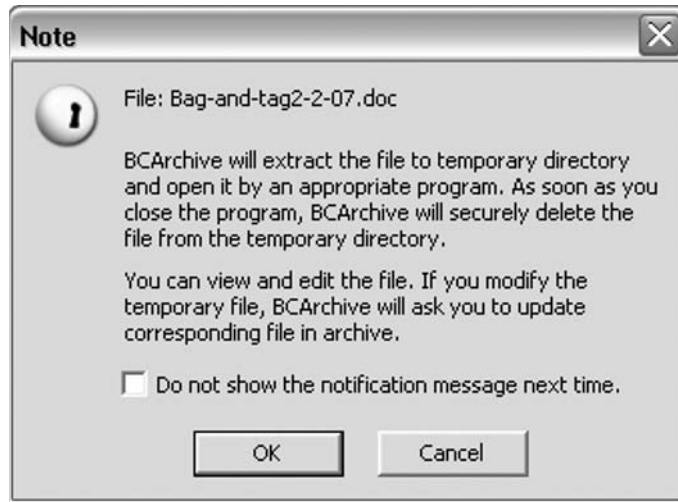 Note
File: Bag-and-tag2-2-07.doc
BCArchive will extract the file to temporary directory
and open it by an appropriate program. As soon as you
close the program, BCArchive will securely delete the
file from the temporary directory.
You can view and edit the file. If you modify the
temporary file, BCArchive will ask you to update
corresponding file in archive.
Do not show the notification message next time.
OK
Cancel